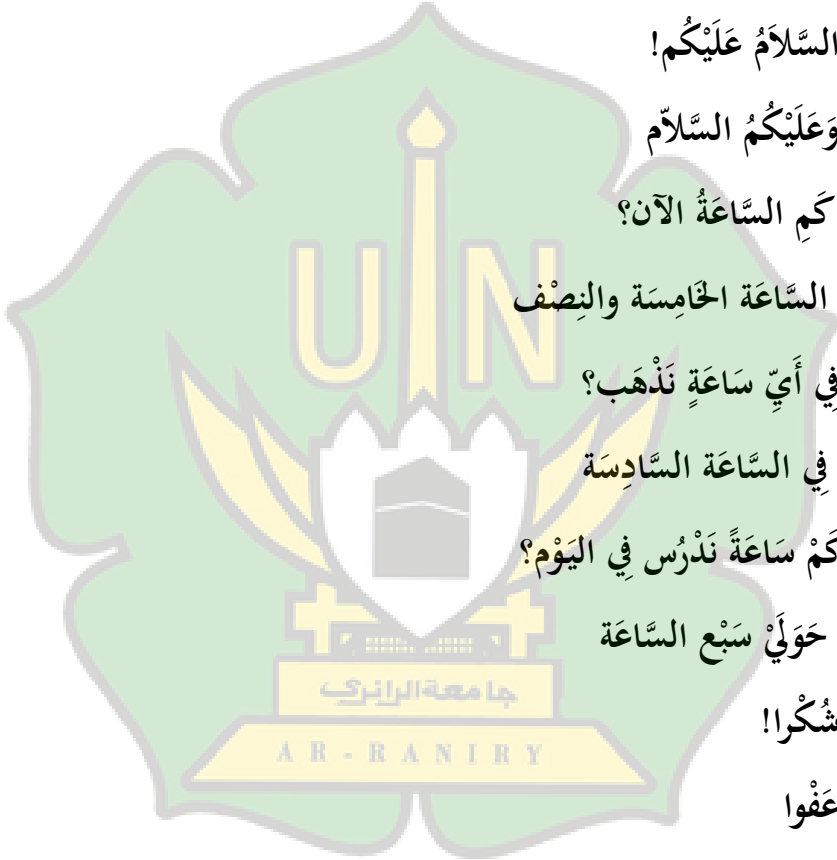 السَّلاَمُ عَلَيْكُم!
وَعَلَيْكُمُ السَّلاّم
كَمِ السَّاعَةُ الآن؟
السَّاعَة الخَامِسَة والنِصْف
فِي أَيِّ سَاعَةٍ نَذْهَب؟
فِي السَّاعَة السَّادِسَة
كَمْ سَاعَةً نَدْرُس فِي اليَوْم؟
حَوَلَيْ سَبْع السَّاعَة
شُكْرا!
عَفْوا
UIN
جامعة الرانري
AR-RANIRY